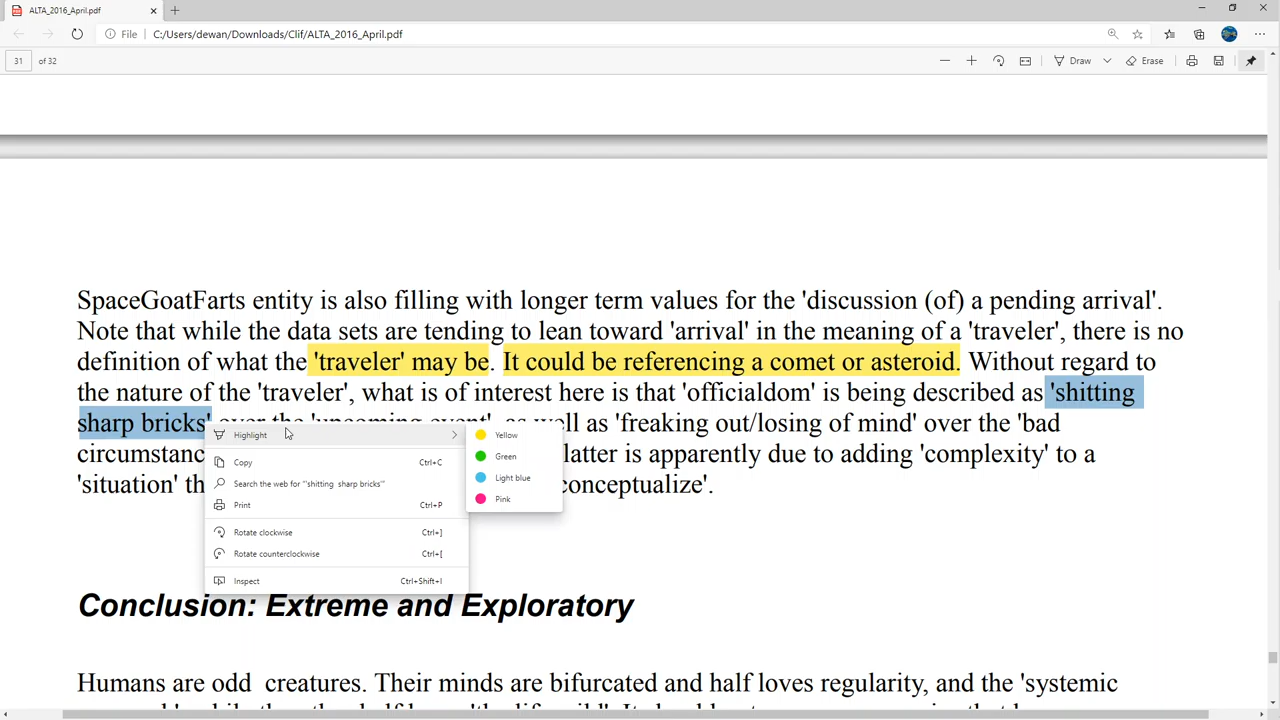 ALTA_2016_April.pdf
File C:/Users/dewan/Downloads/Clif/ALTA_2016_April.pdf
31 of 32
Draw Erase
SpaceGoatFarts entity is also filling with longer term values for the 'discussion (of) a pending arrival'.
Note that while the data sets are tending to lean toward 'arrival' in the meaning of a 'traveler', there is no
definition of what the 'traveler' may be. It could be referencing a comet or asteroid. Without regard to
the nature of the 'traveler', what is of interest here is that 'officialdom' is being described as 'shitting
sharp bricks' over the 'upcoming event', as well as 'freaking out/losing of mind' over the 'bad
circumstanc latter is apparently due to adding 'complexity' to a
'situation' th conceptualize'.
Highlight
Copy Ctrl+C
Search the web for "'shitting sharp bricks'"
Print Ctrl+P
Rotate clockwise Ctrl+]
Rotate counterclockwise Ctrl+[
Inspect Ctrl+Shift+I
Yellow
Green
Light blue
Pink
Conclusion: Extreme and Exploratory
Humans are odd creatures. Their minds are bifurcated and half loves regularity, and the 'systemic